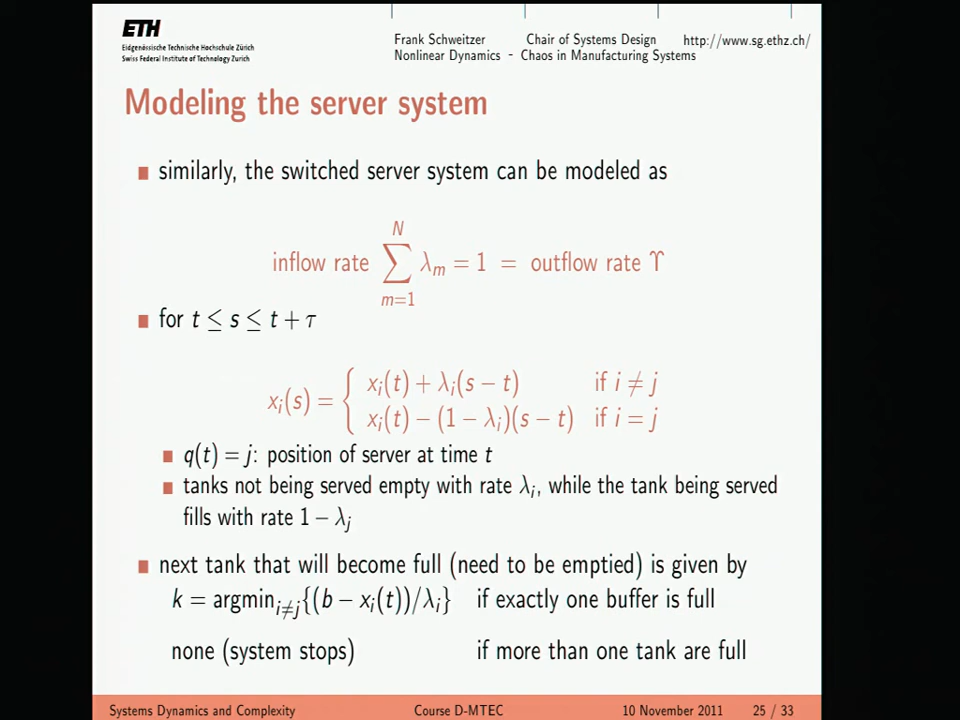 ETH
Eidgenössische Technische Hochschule Zürich
Swiss Federal Institute of Technology Zurich
Frank Schweitzer Chair of Systems Design http://www.sg.ethz.ch/
Nonlinear Dynamics - Chaos in Manufacturing Systems
Modeling the server system
■ similarly, the switched server system can be modeled as
inflow rate ∑_{m=1}^{N} λ_m = 1 = outflow rate ϒ
■ for t ≤ s ≤ t + τ
x_i(s) = { x_i(t) + λ_i(s − t) if i ≠ j
x_i(t) − (1 − λ_i)(s − t) if i = j
■ q(t) = j: position of server at time t
■ tanks not being served empty with rate λ_i, while the tank being served
fills with rate 1 − λ_j
■ next tank that will become full (need to be emptied) is given by
k = argmin_{i≠j}{(b − x_i(t))/λ_i} if exactly one buffer is full
none (system stops) if more than one tank are full
Systems Dynamics and Complexity Course D-MTEC 10 November 2011 25 / 33